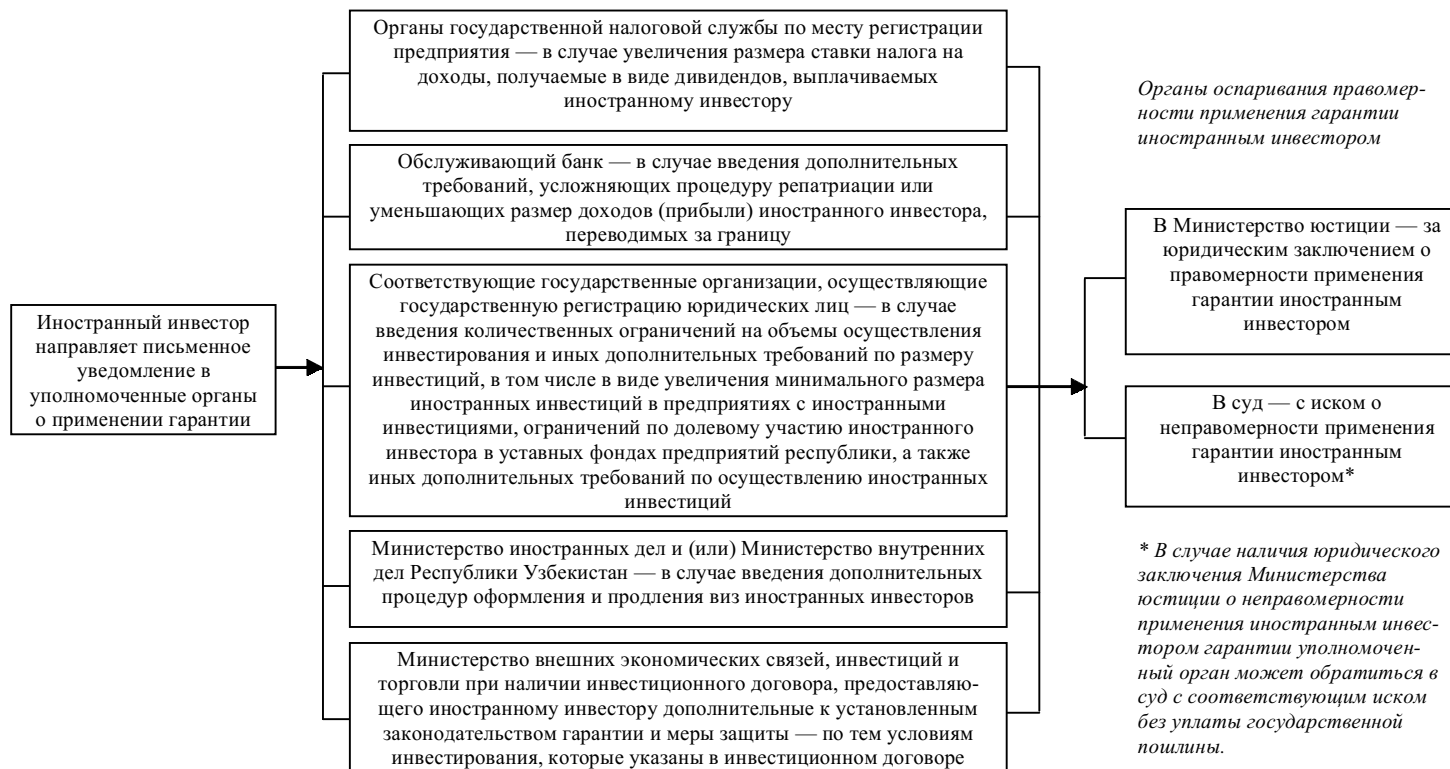 Иностранный инвестор
направляет письменное
уведомление в
уполномоченные органы
о применении гарантии
Органы государственной налоговой службы по месту регистрации
предприятия — в случае увеличения размера ставки налога на
доходы, получаемые в виде дивидендов, выплачиваемых
иностранному инвестору
Обслуживающий банк — в случае введения дополнительных
требований, усложняющих процедуру репатриации или
уменьшающих размер доходов (прибыли) иностранного инвестора,
переводимых за границу
Соответствующие государственные организации, осуществляющие
государственную регистрацию юридических лиц — в случае
введения количественных ограничений на объемы осуществления
инвестирования и иных дополнительных требований по размеру
инвестиций, в том числе в виде увеличения минимального размера
иностранных инвестиций в предприятиях с иностранными
инвестициями, ограничений по долевому участию иностранного
инвестора в уставных фондах предприятий республики, а также
иных дополнительных требований по осуществлению иностранных
инвестиций
Министерство иностранных дел и (или) Министерство внутренних
дел Республики Узбекистан — в случае введения дополнительных
процедур оформления и продления виз иностранных инвесторов
Министерство внешних экономических связей, инвестиций и
торговли при наличии инвестиционного договора, предоставляю-
щего иностранному инвестору дополнительные к установленным
законодательством гарантии и меры защиты — по тем условиям
инвестирования, которые указаны в инвестиционном договоре
Органы оспаривания правомер-
ности применения гарантии
иностранным инвестором
В Министерство юстиции — за
юридическим заключением о
правомерности применения
гарантии иностранным
инвестором
В суд — с иском о
неправомерности применения
гарантии иностранным
инвестором*
* В случае наличия юридического
заключения Министерства
юстиции о неправомерности
применения иностранным инвес-
тором гарантии уполномочен-
ный орган может обратиться в
суд с соответствующим иском
без уплаты государственной
пошлины.